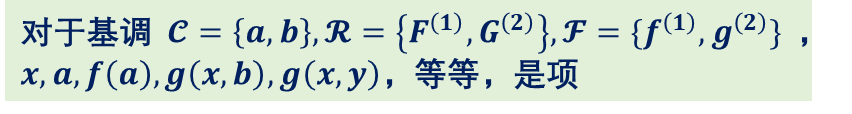 对于基调 𝓒 = {a, b}, 𝓡 = {F⁽¹⁾, G⁽²⁾}, 𝓕 = {f⁽¹⁾, g⁽²⁾} ，
x, a, f(a), g(x, b), g(x, y)，等等，是项